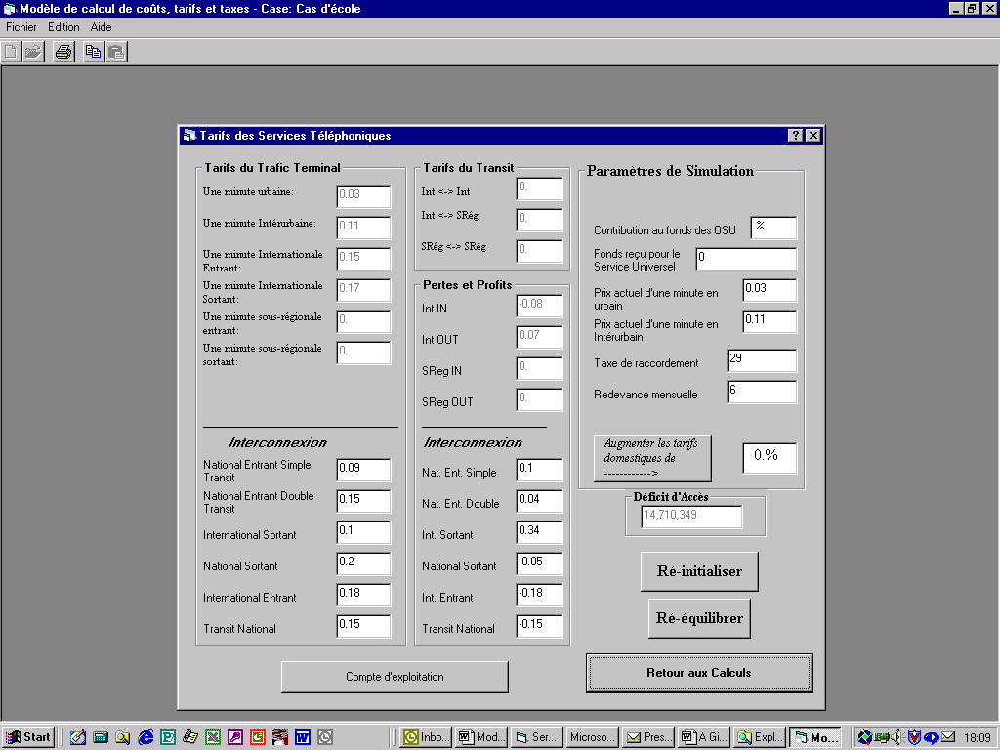 Modèle de calcul de coûts, tarifs et taxes - Case: Cas d'école
Fichier Edition Aide
Tarifs des Services Téléphoniques
Tarifs du Trafic Terminal
Une minute urbaine: 0.03
Une minute Intérurbaine: 0.11
Une minute Internationale
Entrant: 0.15
Une minute Internationale
Sortant: 0.17
Une minute sous-régionale
entrant: 0.
Une minute sous-régionale
sortant: 0.
Interconnexion
National Entrant Simple
Transit 0.09
National Entrant Double
Transit 0.15
International Sortant 0.1
National Sortant 0.2
International Entrant 0.18
Transit National 0.15
Tarifs du Transit
Int <-> Int 0.
Int <-> SRég 0.
SRég <-> SRég 0.
Pertes et Profits
Int IN -0.08
Int OUT 0.07
SReg IN 0.
SReg OUT 0.
Interconnexion
Nat. Ent. Simple 0.1
Nat. Ent. Double 0.04
Int. Sortant 0.34
National Sortant -0.05
Int. Entrant -0.18
Transit National -0.15
Paramètres de Simulation
Contribution au fonds des OSU .%
Fonds reçu pour le
Service Universel 0
Prix actuel d'une minute en
urbain 0.03
Prix actuel d'une minute en
Intérurbain 0.11
Taxe de raccordement 29
Redevance mensuelle 6
Augmenter les tarifs
domestiques de
------------> 0.%
Déficit d'Accès
14,710,349
Ré-initialiser
Ré-équilibrer
Compte d'exploitation
Retour aux Calculs
Start Inbo... Mod... Ser... Microso... Pres... A Gi... Expl... Mo... 18:09